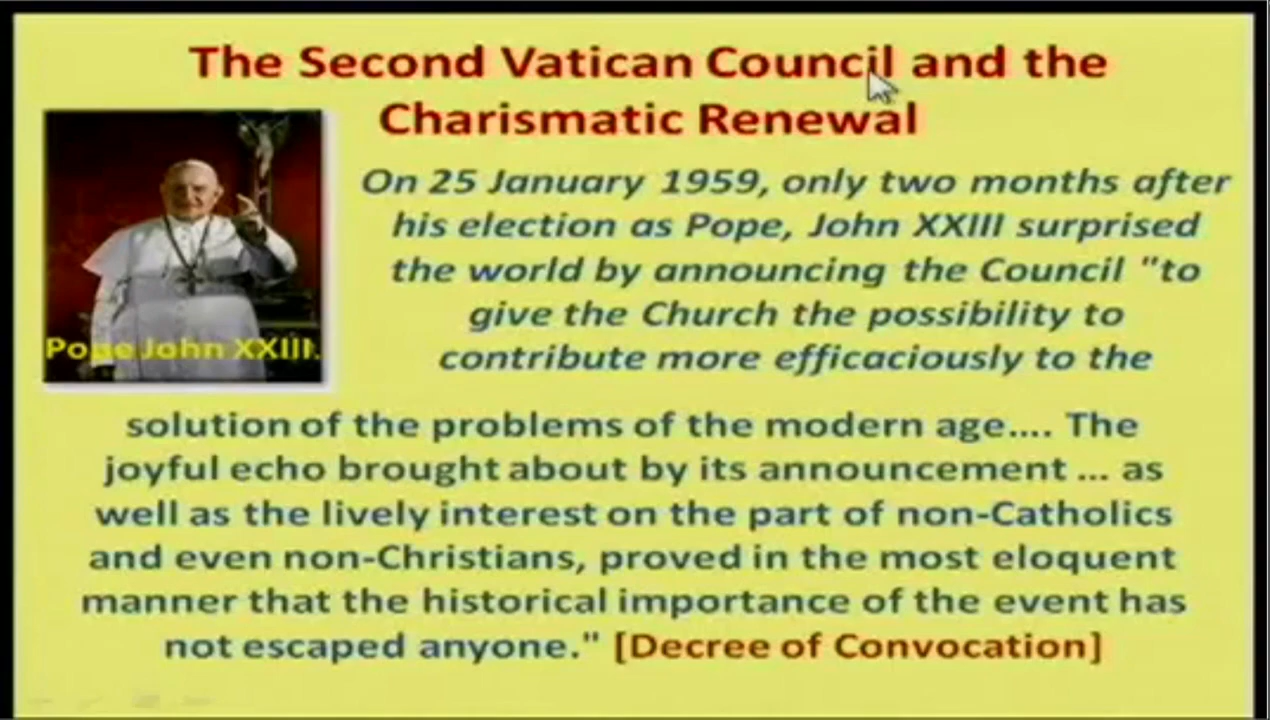 The Second Vatican Council and the
Charismatic Renewal
Pope John XXIII.
On 25 January 1959, only two months after
his election as Pope, John XXIII surprised
the world by announcing the Council "to
give the Church the possibility to
contribute more efficaciously to the
solution of the problems of the modern age.... The
joyful echo brought about by its announcement ... as
well as the lively interest on the part of non-Catholics
and even non-Christians, proved in the most eloquent
manner that the historical importance of the event has
not escaped anyone." [Decree of Convocation]